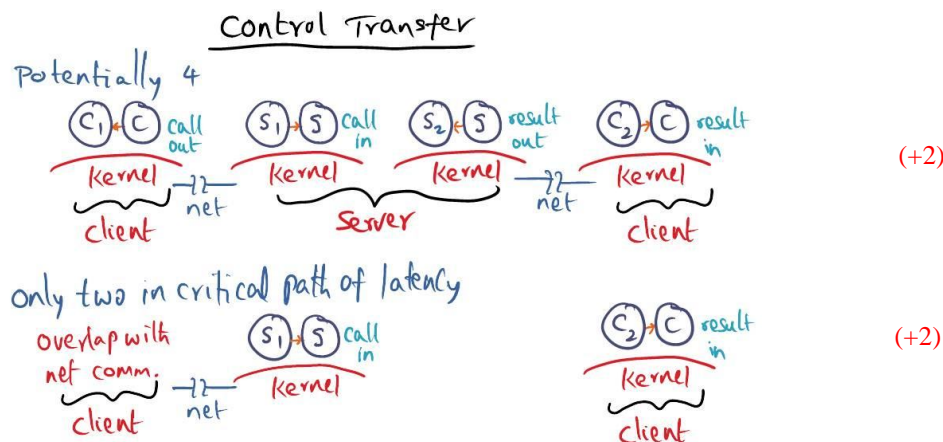 Control Transfer
Potentially 4
C1 C call out
S1 S call in
S2 S result out
C2 C result in
(+2)
Kernel
Kernel
Kernel
Kernel
net
net
client
Server
client
only two in critical path of latency
overlap with
net comm.
S1 S call in
C2 C result in
(+2)
Kernel
Kernel
net
client
client